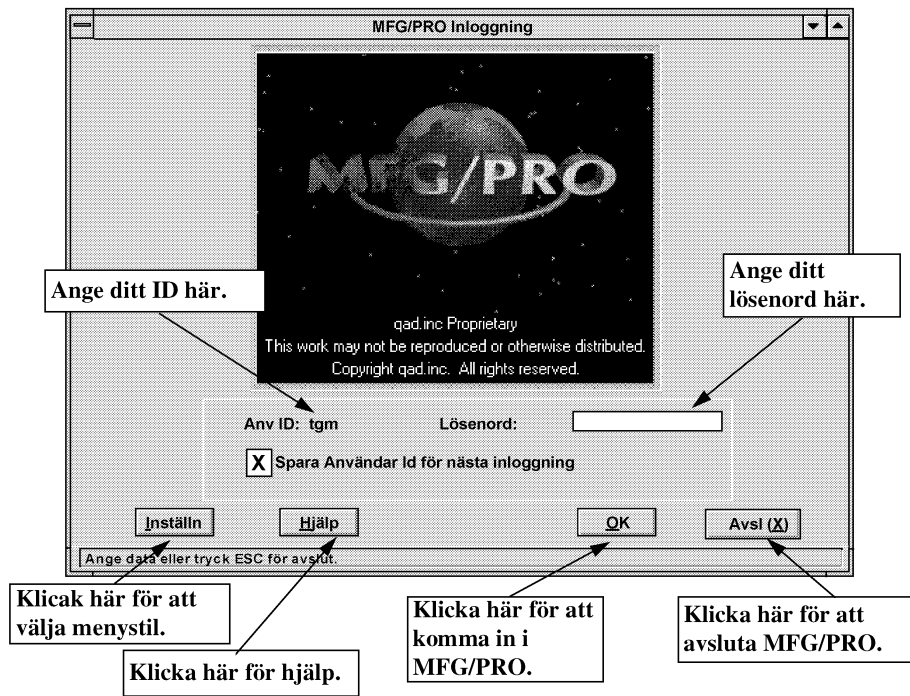 MFG/PRO Inloggning
MFG/PRO
Ange ditt ID här.
Ange ditt
lösenord här.
qad.inc Proprietary
This work may not be reproduced or otherwise distributed.
Copyright qad.inc. All rights reserved.
Anv ID: tgm Lösenord:
X Spara Användar Id för nästa inloggning
Inställn Hjälp OK Avsl (X)
Ange data eller tryck ESC för avslut.
Klicak här för att
välja menystil.
Klicka här för hjälp.
Klicka här för att
komma in i
MFG/PRO.
Klicka här för att
avsluta MFG/PRO.